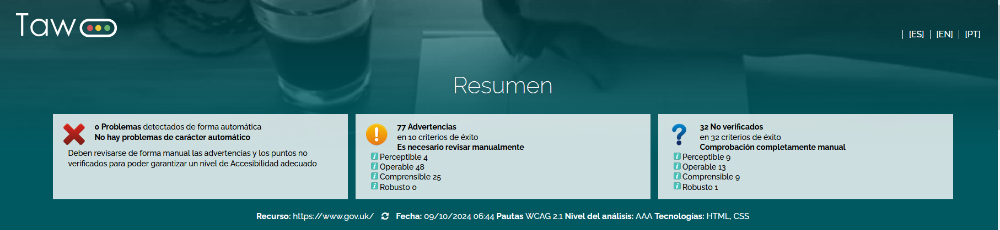 Taw
[ES] [EN] [PT]
Resumen
0 Problemas detectados de forma automática
No hay problemas de carácter automático
Deben revisarse de forma manual las advertencias y los puntos no
verificados para poder garantizar un nivel de Accesibilidad adecuado
77 Advertencias
en 10 criterios de éxito
Es necesario revisar manualmente
Perceptible 4
Operable 48
Comprensible 25
Robusto 0
32 No verificados
en 32 criterios de éxito
Comprobación completamente manual
Perceptible 9
Operable 13
Comprensible 9
Robusto 1
Recurso: https://www.gov.uk/ Fecha: 09/10/2024 06:44 Pautas WCAG 2.1 Nivel del análisis: AAA Tecnologías: HTML, CSS